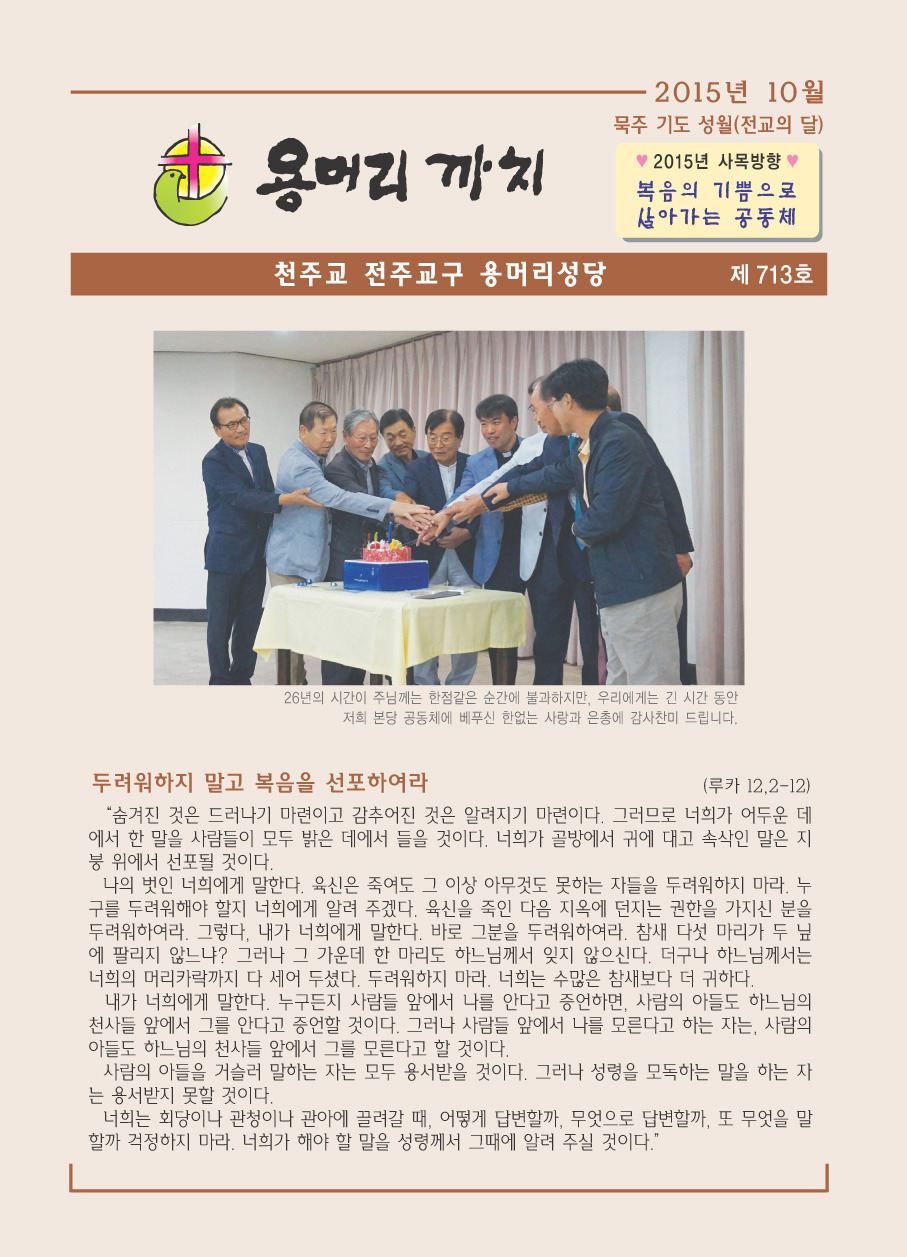 2015년 10월
묵주 기도 성월(전교의 달)
용머리 까치
♥ 2015년 사목방향 ♥
복음의 기쁨으로
살아가는 공동체
천주교 전주교구 용머리성당 제 713호
26년의 시간이 주님께는 한점같은 순간에 불과하지만, 우리에게는 긴 시간 동안
저희 본당 공동체에 베푸신 한없는 사랑과 은총에 감사찬미 드립니다.
두려워하지 말고 복음을 선포하여라 (루카 12,2-12)
“숨겨진 것은 드러나기 마련이고 감추어진 것은 알려지기 마련이다. 그러므로 너희가 어두운 데
에서 한 말을 사람들이 모두 밝은 데에서 들을 것이다. 너희가 골방에서 귀에 대고 속삭인 말은 지
붕 위에서 선포될 것이다.
나의 벗인 너희에게 말한다. 육신은 죽여도 그 이상 아무것도 못하는 자들을 두려워하지 마라. 누
구를 두려워해야 할지 너희에게 알려 주겠다. 육신을 죽인 다음 지옥에 던지는 권한을 가지신 분을
두려워하여라. 그렇다, 내가 너희에게 말한다. 바로 그분을 두려워하여라. 참새 다섯 마리가 두 닢
에 팔리지 않느냐? 그러나 그 가운데 한 마리도 하느님께서 잊지 않으신다. 더구나 하느님께서는
너희의 머리카락까지 다 세어 두셨다. 두려워하지 마라. 너희는 수많은 참새보다 더 귀하다.
내가 너희에게 말한다. 누구든지 사람들 앞에서 나를 안다고 증언하면, 사람의 아들도 하느님의
천사들 앞에서 그를 안다고 증언할 것이다. 그러나 사람들 앞에서 나를 모른다고 하는 자는, 사람의
아들도 하느님의 천사들 앞에서 그를 모른다고 할 것이다.
사람의 아들을 거슬러 말하는 자는 모두 용서받을 것이다. 그러나 성령을 모독하는 말을 하는 자
는 용서받지 못할 것이다.
너희는 회당이나 관청이나 관아에 끌려갈 때, 어떻게 답변할까, 무엇으로 답변할까, 또 무엇을 말
할까 걱정하지 마라. 너희가 해야 할 말을 성령께서 그때에 알려 주실 것이다.”